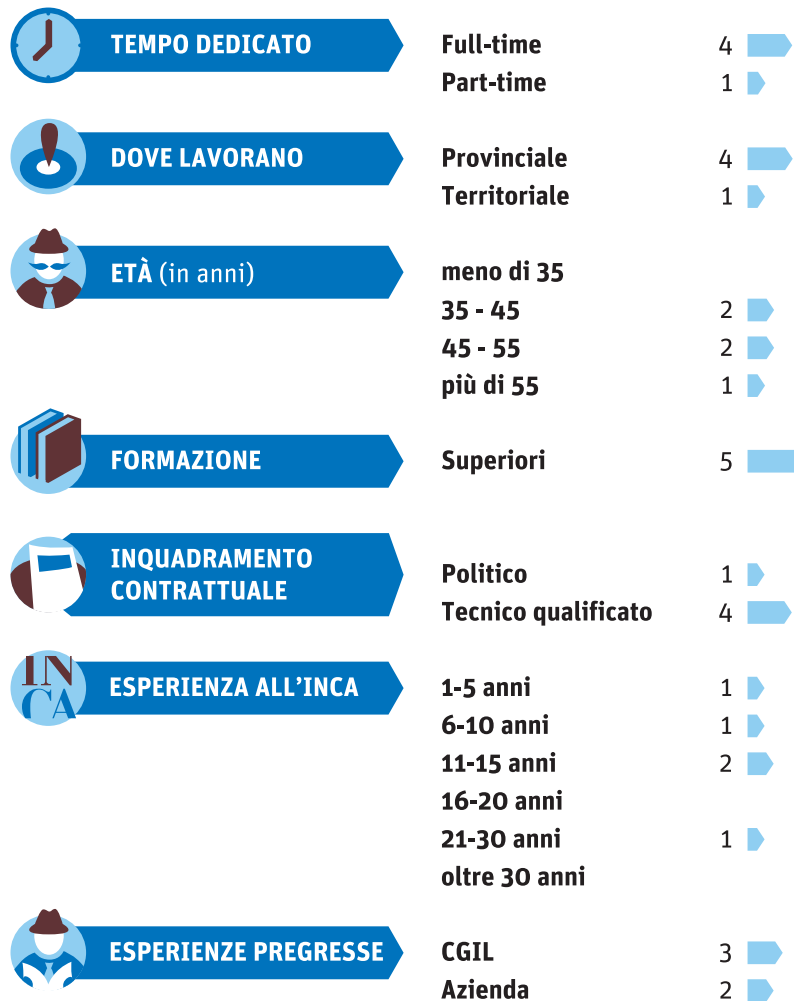 TEMPO DEDICATO
Full-time 4
Part-time 1
DOVE LAVORANO
Provinciale 4
Territoriale 1
ETÀ (in anni)
meno di 35
35 - 45 2
45 - 55 2
più di 55 1
FORMAZIONE
Superiori 5
INQUADRAMENTO
CONTRATTUALE
Politico 1
Tecnico qualificato 4
IN
CA
ESPERIENZA ALL'INCA
1-5 anni 1
6-10 anni 1
11-15 anni 2
16-20 anni
21-30 anni 1
oltre 30 anni
ESPERIENZE PREGRESSE
CGIL 3
Azienda 2